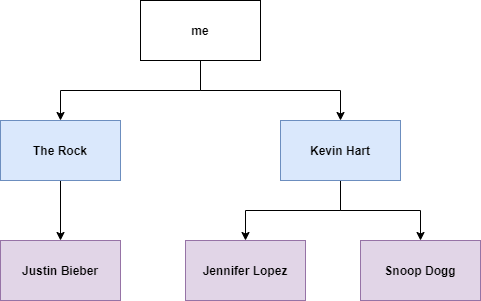 me
The Rock
Kevin Hart
Justin Bieber
Jennifer Lopez
Snoop Dogg